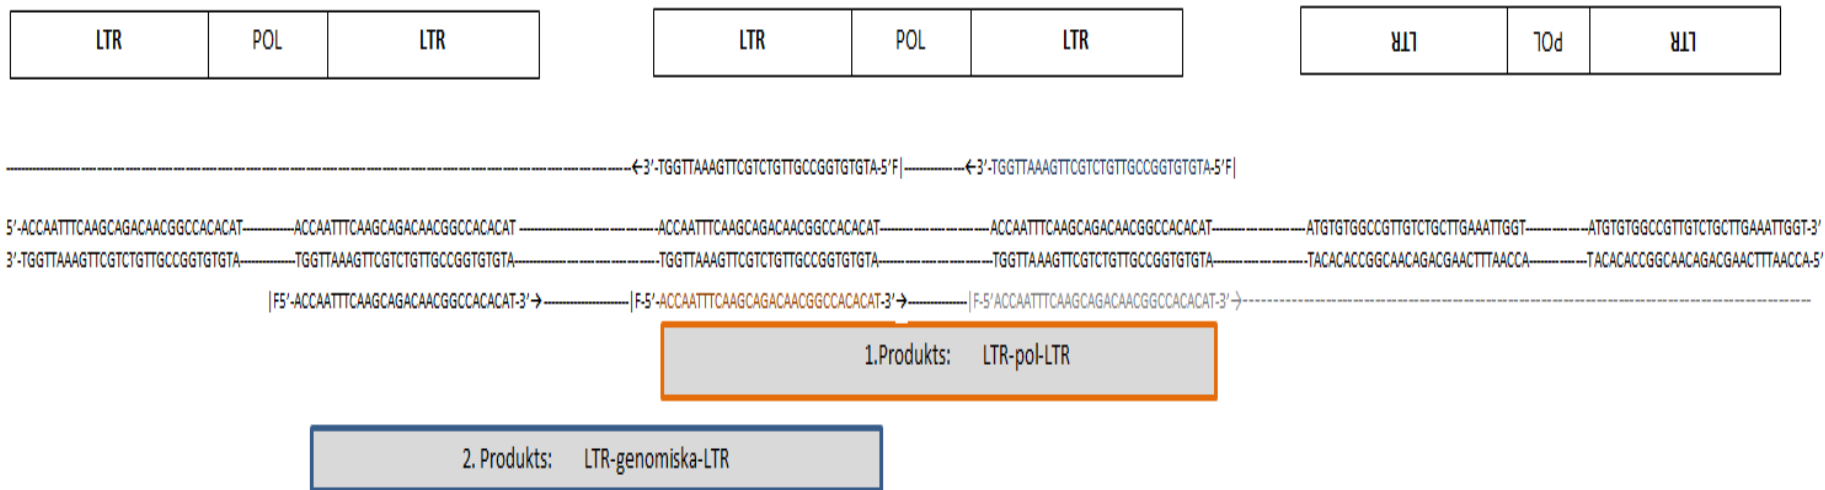 LTR POL LTR LTR POL LTR LTR POL LTR
←3’-TGGTTAAAGTTCGTCTGTTGCCGGTGTGTA-5’F|----------←3’-TGGTTAAAGTTCGTCTGTTGCCGGTGTGTA-5’F|
5’-ACCAATTTCAAGCAGACAACGGCCACACAT----------ACCAATTTCAAGCAGACAACGGCCACACAT----------ACCAATTTCAAGCAGACAACGGCCACACAT----------ACCAATTTCAAGCAGACAACGGCCACACAT----------ATGTGTGGCCGTTGTCTGCTTGAAATTGGT----------ATGTGTGGCCGTTGTCTGCTTGAAATTGGT-3’
3’-TGGTTAAAGTTCGTCTGTTGCCGGTGTGTA----------TGGTTAAAGTTCGTCTGTTGCCGGTGTGTA----------TGGTTAAAGTTCGTCTGTTGCCGGTGTGTA----------TGGTTAAAGTTCGTCTGTTGCCGGTGTGTA----------TACACACCGGCAACAGACGAACTTTAACCA----------TACACACCGGCAACAGACGAACTTTAACCA-5’
|F5’-ACCAATTTCAAGCAGACAACGGCCACACAT-3’→----------|F-5’-ACCAATTTCAAGCAGACAACGGCCACACAT-3’→----------|F-5’ACCAATTTCAAGCAGACAACGGCCACACAT-3’→----------
1.Produkts: LTR-pol-LTR
2. Produkts: LTR-genomiska-LTR